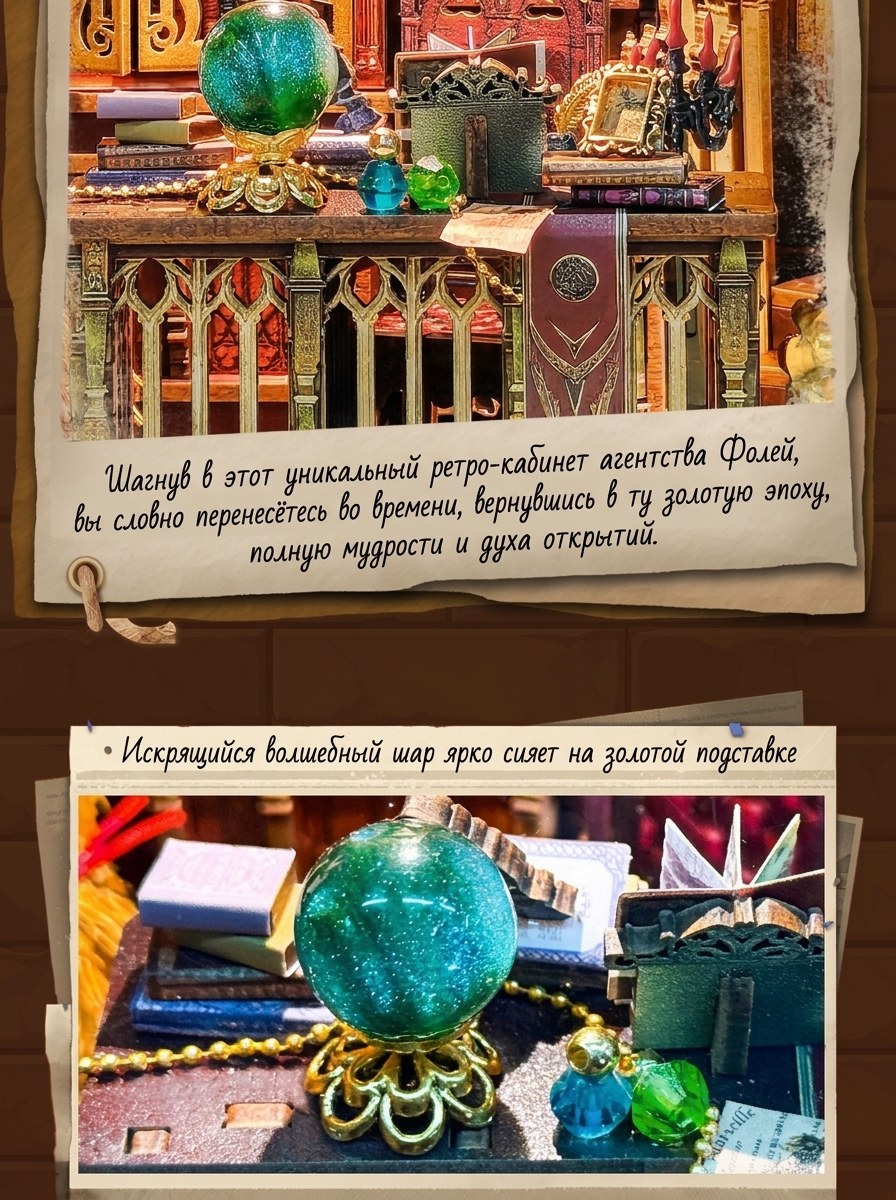 Шагнув в этот уникальный ретро-кабинет агентства Фолей,
вы словно перенесётесь во времени, вернувшись в ту золотую эпоху,
полную мудрости и духа открытий.
• Искрящийся волшебный шар ярко сияет на золотой подставке